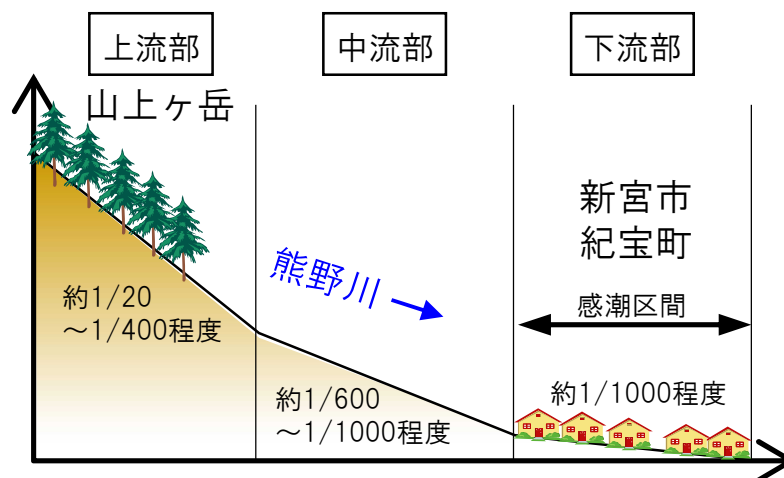 上流部
中流部
下流部
山上ヶ岳
新宮市
紀宝町
熊野川
感潮区間
約1/20
～1/400程度
約1/600
～1/1000程度
約1/1000程度